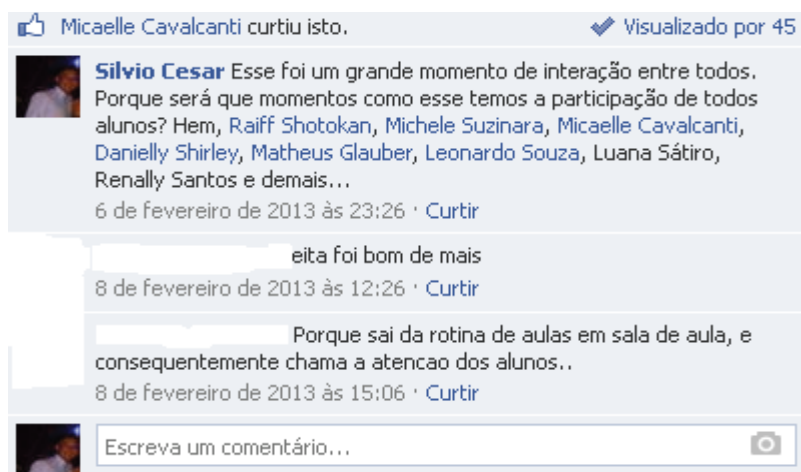 Micaelle Cavalcanti curtiu isto. Visualizado por 45
Silvio Cesar Esse foi um grande momento de interação entre todos.
Porque será que momentos como esse temos a participação de todos
alunos? Hem, Raiff Shotokan, Michele Suzinara, Micaelle Cavalcanti,
Danielly Shirley, Matheus Glauber, Leonardo Souza, Luana Sátiro,
Renally Santos e demais...
6 de fevereiro de 2013 às 23:26 · Curtir
eita foi bom de mais
8 de fevereiro de 2013 às 12:26 · Curtir
Porque sai da rotina de aulas em sala de aula, e
consequentemente chama a atencao dos alunos..
8 de fevereiro de 2013 às 15:06 · Curtir
Escreva um comentário...